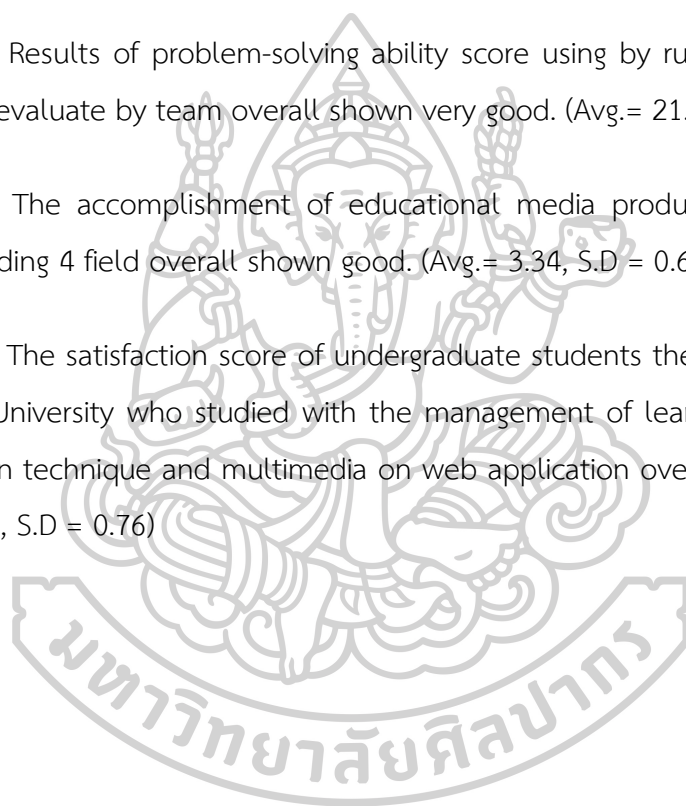 Results of problem-solving ability score using by ru
evaluate by team overall shown very good. (Avg.= 21.
The accomplishment of educational media produ
ding 4 field overall shown good. (Avg.= 3.34, S.D = 0.6
The satisfaction score of undergraduate students the
University who studied with the management of lear
n technique and multimedia on web application ove
, S.D = 0.76)
มหาวิทยาลัยศิลปากร